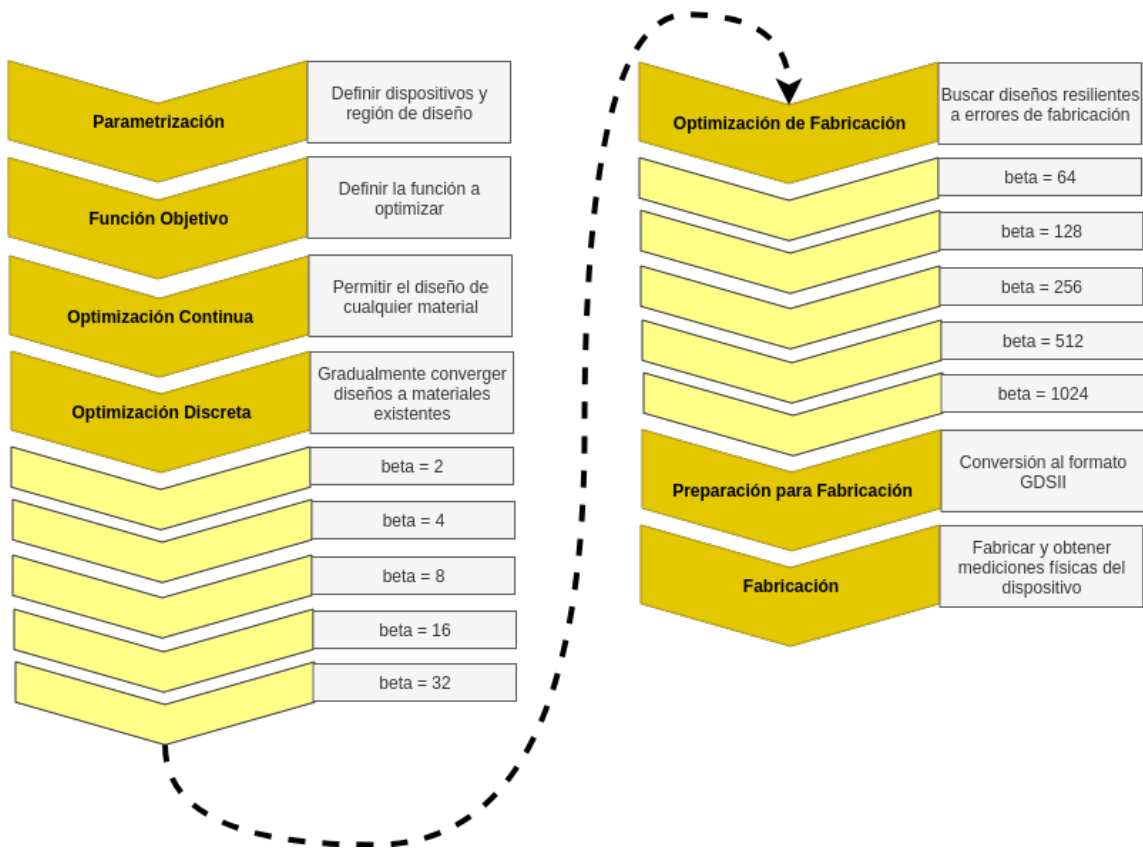 Parametrización
Definir dispositivos y
región de diseño
Función Objetivo
Definir la función a
optimizar
Optimización Continua
Permitir el diseño de
cualquier material
Optimización Discreta
Gradualmente converger
diseños a materiales
existentes
beta = 2
beta = 4
beta = 8
beta = 16
beta = 32
Optimización de Fabricación
Buscar diseños resilientes
a errores de fabricación
beta = 64
beta = 128
beta = 256
beta = 512
beta = 1024
Preparación para Fabricación
Conversión al formato
GDSII
Fabricación
Fabricar y obtener
mediciones físicas del
dispositivo